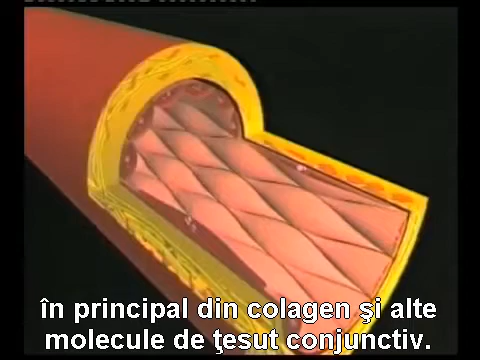 în principal din colagen şi alte
molecule de ţesut conjunctiv.